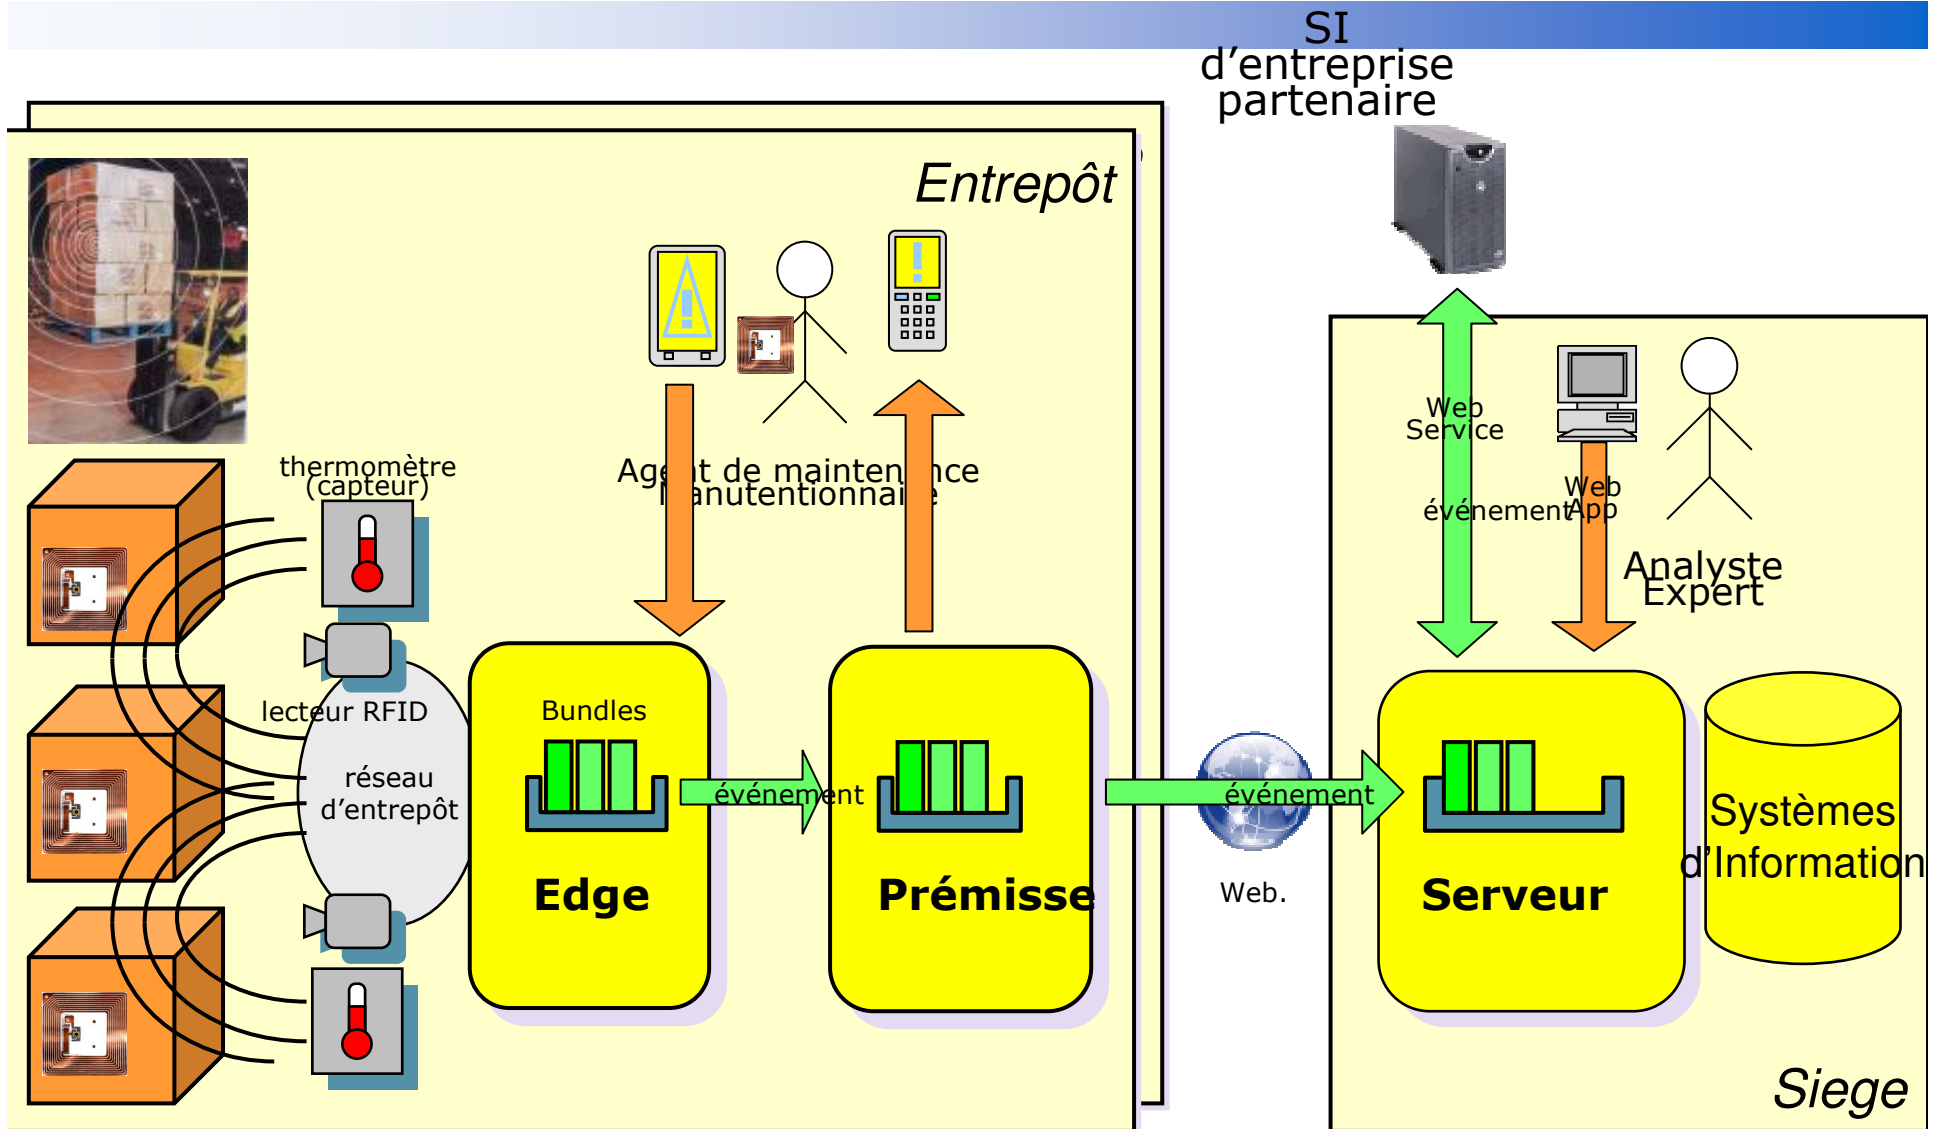 SI
d’entreprise
partenaire
Entrepôt
thermomètre
(capteur)
Agent de maintenance
Manutentionnaire
Web
Service
événement
Web
App
Analyste
Expert
lecteur RFID
Bundles
réseau
d’entrepôt
événement
événement
Systèmes
d’Information
Edge
Prémisse
Web.
Serveur
Siege